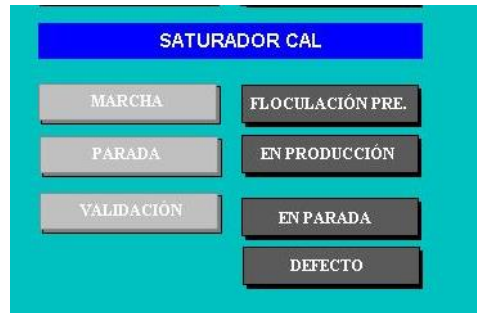 SATURADOR CAL
MARCHA
FLOCULACIÓN PRE.
PARADA
EN PRODUCCIÓN
VALIDACIÓN
EN PARADA
DEFECTO